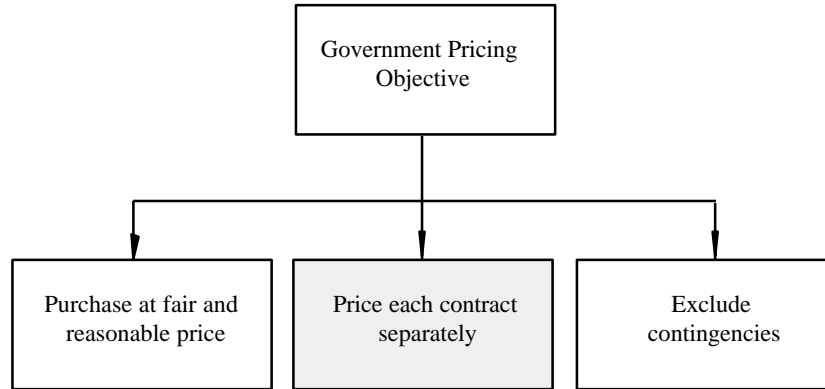 Government Pricing
Objective
Purchase at fair and
reasonable price
Price each contract
separately
Exclude
contingencies